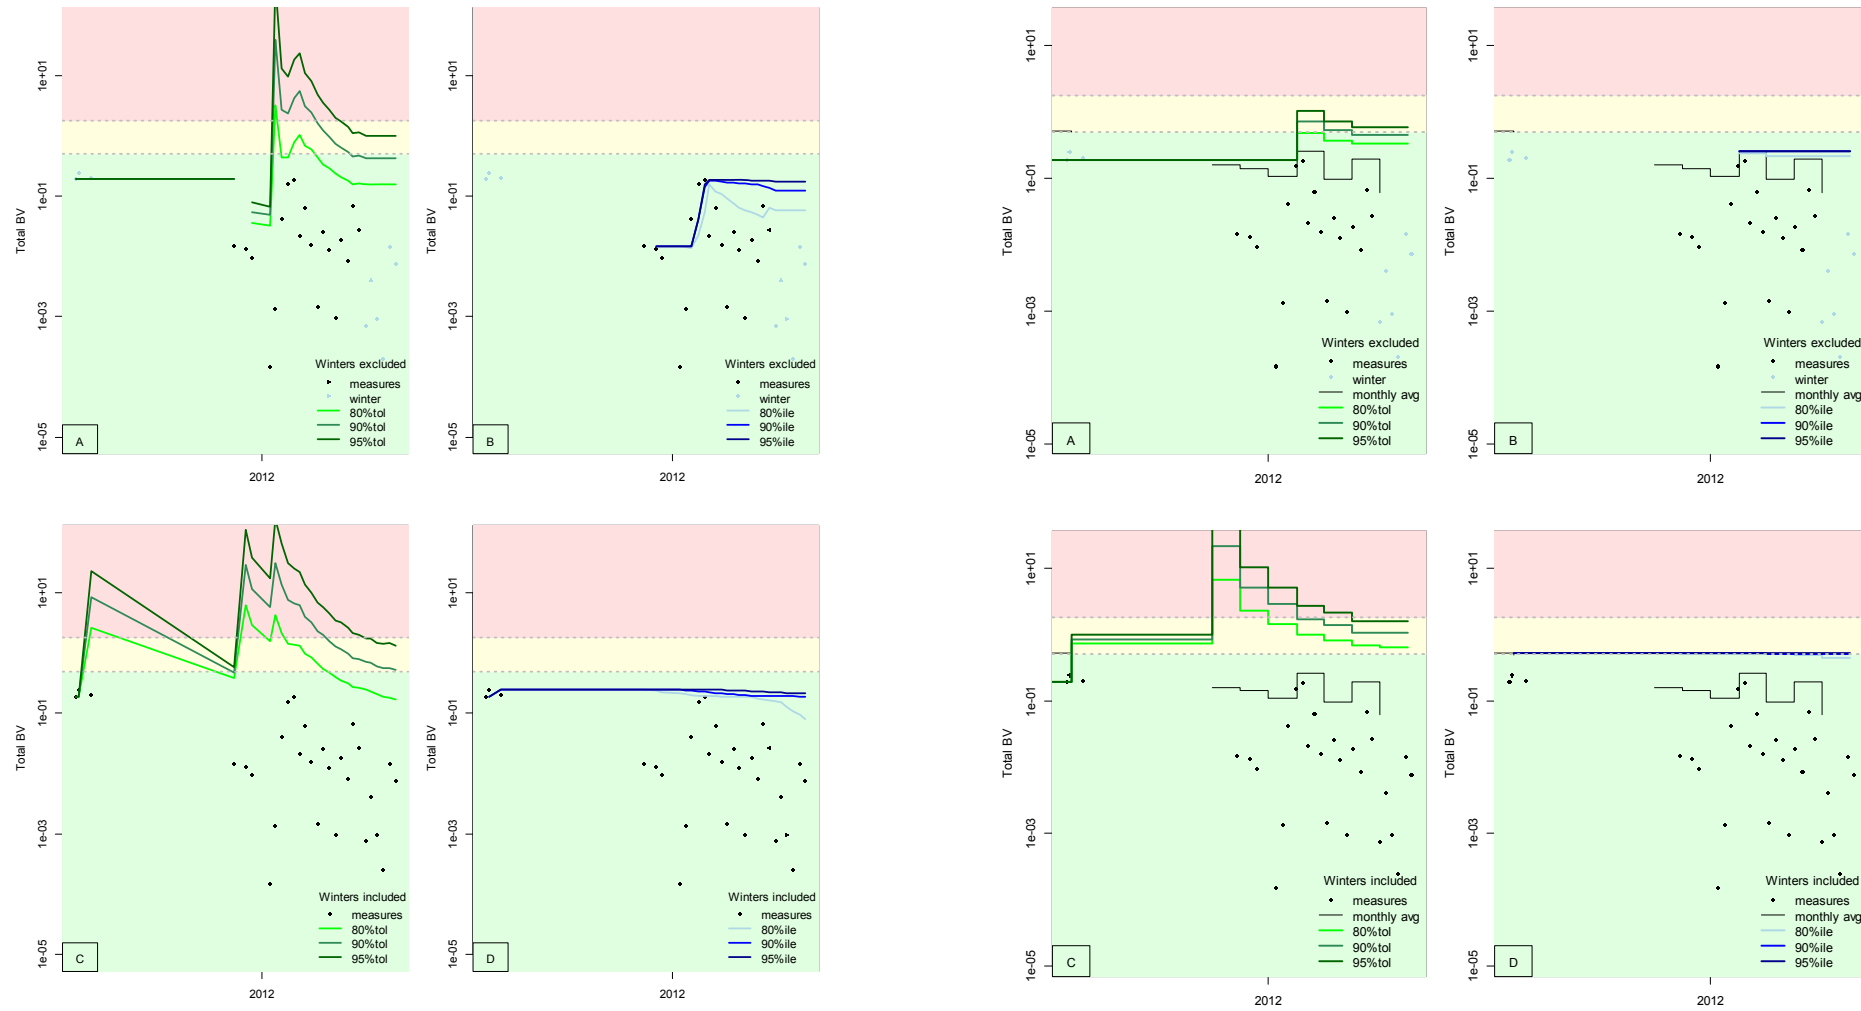 Total BV
1e+01
1e-01
1e-03
1e-05
Winters excluded
measures
winter
80%tol
90%tol
95%tol
A
2012
Total BV
1e+01
1e-01
1e-03
1e-05
Winters excluded
measures
winter
80%ile
90%ile
95%ile
B
2012
Total BV
1e+01
1e-01
1e-03
1e-05
Winters excluded
measures
winter
monthly avg
80%tol
90%tol
95%tol
A
2012
Total BV
1e+01
1e-01
1e-03
1e-05
Winters excluded
measures
winter
monthly avg
80%ile
90%ile
95%ile
B
2012
Total BV
1e+01
1e-01
1e-03
1e-05
Winters included
measures
80%tol
90%tol
95%tol
C
2012
Total BV
1e+01
1e-01
1e-03
1e-05
Winters included
measures
80%ile
90%ile
95%ile
D
2012
Total BV
1e+01
1e-01
1e-03
1e-05
Winters included
measures
monthly avg
80%tol
90%tol
95%tol
C
2012
Total BV
1e+01
1e-01
1e-03
1e-05
Winters included
measures
monthly avg
80%ile
90%ile
95%ile
D
2012